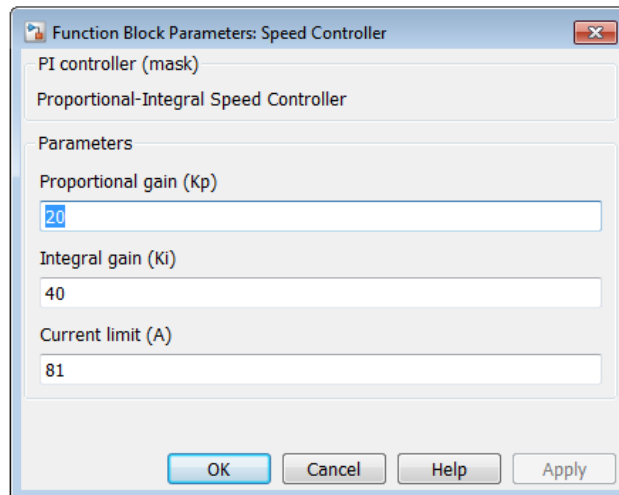 Function Block Parameters: Speed Controller
PI controller (mask)
Proportional-Integral Speed Controller
Parameters
Proportional gain (Kp)
20
Integral gain (Ki)
40
Current limit (A)
81
OK Cancel Help Apply